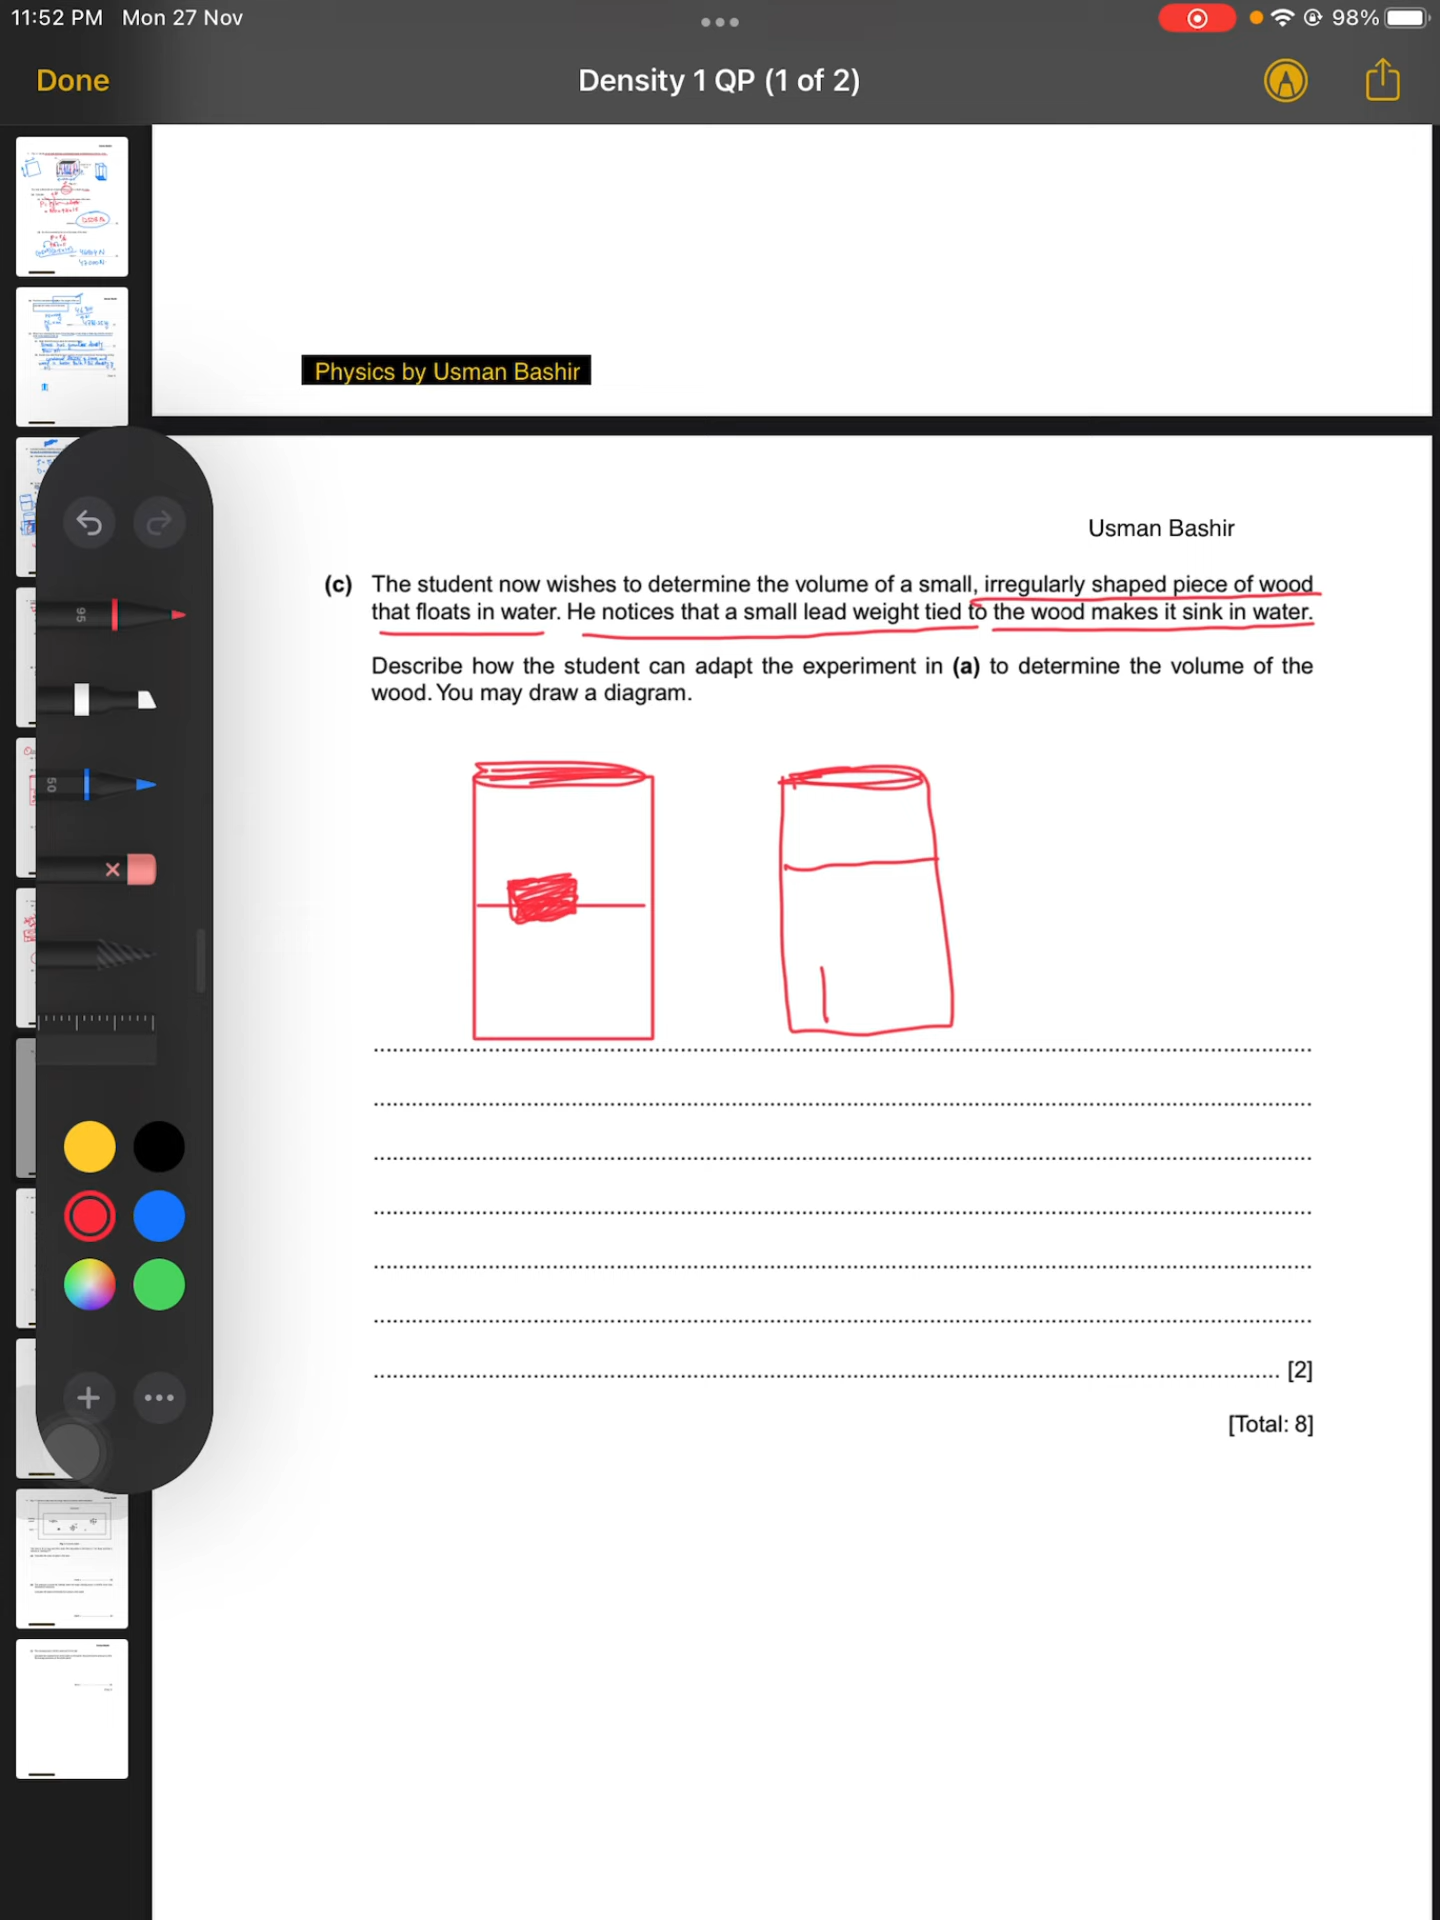 11:52 PM Mon 27 Nov
98%
Done
Density 1 QP (1 of 2)
Physics by Usman Bashir
Usman Bashir
(c) The student now wishes to determine the volume of a small, irregularly shaped piece of wood
that floats in water. He notices that a small lead weight tied to the wood makes it sink in water.
Describe how the student can adapt the experiment in (a) to determine the volume of the
wood. You may draw a diagram.
[2]
[Total: 8]
95
50